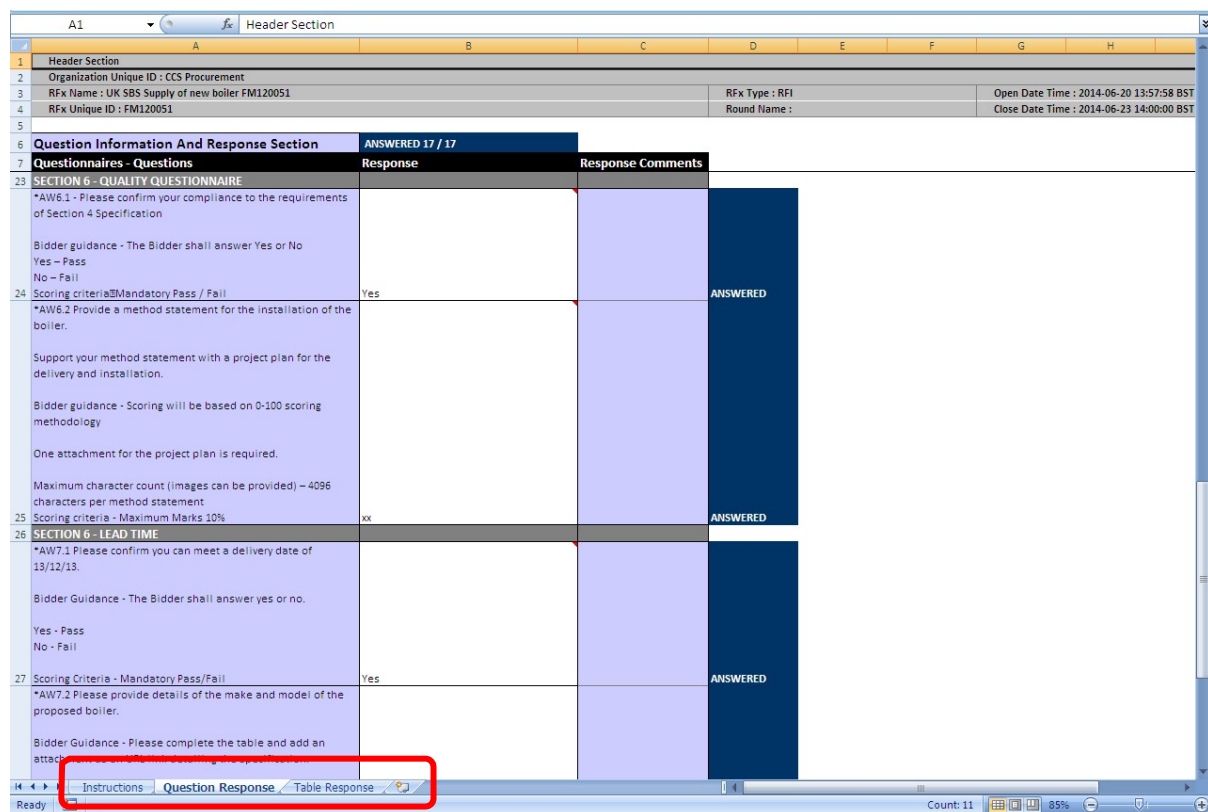 A1 fx Header Section
A B C D E F G H
1 Header Section
2 Organization Unique ID : CCS Procurement
3 RFx Name : UK SBS Supply of new boiler FM120051 RFx Type : RFI Open Date Time : 2014-06-20 13:57:58 BST
4 RFx Unique ID : FM120051 Round Name : Close Date Time : 2014-06-23 14:00:00 BST
5
6 Question Information And Response Section ANSWERED 17 / 17
7 Questionnaires - Questions Response Response Comments
23 SECTION 6 - QUALITY QUESTIONNAIRE
*AW6.1 - Please confirm your compliance to the requirements
of Section 4 Specification
Bidder guidance - The Bidder shall answer Yes or No
Yes – Pass
No – Fail
24 Scoring criteria Mandatory Pass / Fail Yes ANSWERED
*AW6.2 Provide a method statement for the installation of the
boiler.
Support your method statement with a project plan for the
delivery and installation.
Bidder guidance - Scoring will be based on 0-100 scoring
methodology
One attachment for the project plan is required.
Maximum character count (images can be provided) – 4096
characters per method statement
25 Scoring criteria - Maximum Marks 10% xx ANSWERED
26 SECTION 6 - LEAD TIME
*AW7.1 Please confirm you can meet a delivery date of
13/12/13.
Bidder Guidance - The Bidder shall answer yes or no.
Yes - Pass
No - Fail
27 Scoring Criteria - Mandatory Pass/Fail Yes ANSWERED
*AW7.2 Please provide details of the make and model of the
proposed boiler.
Bidder Guidance - Please complete the table and add an
Instructions Question Response Table Response
Ready Count: 11 85%